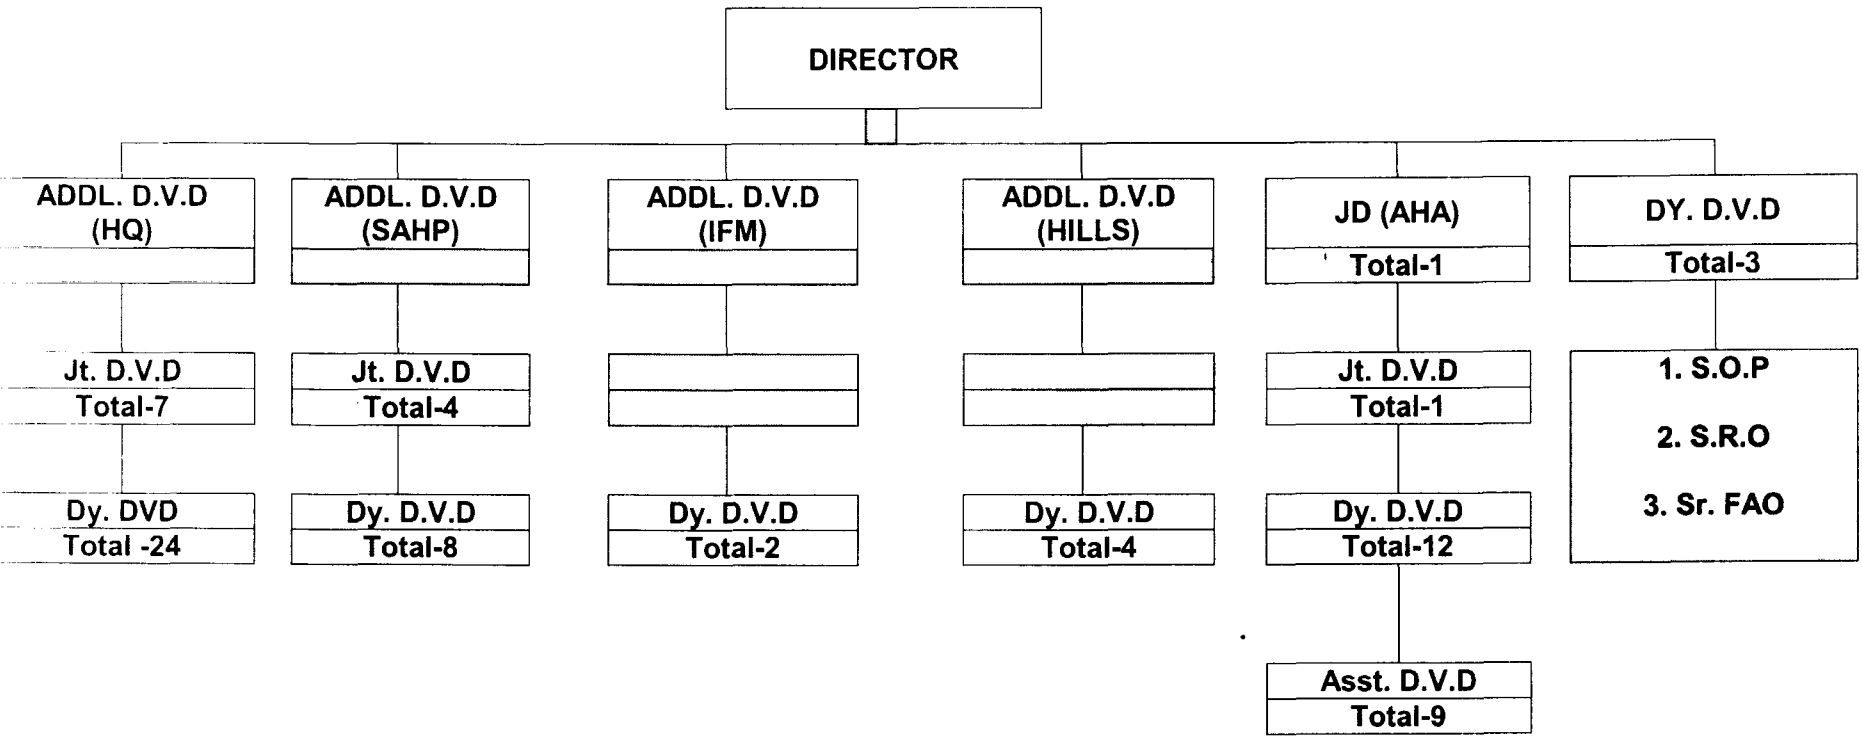 DIRECTOR
ADDL. D.V.D
(HQ)
ADDL. D.V.D
(SAHP)
ADDL. D.V.D
(IFM)
ADDL. D.V.D
(HILLS)
JD (AHA)
Total-1
DY. D.V.D
Total-3
Jt. D.V.D
Total-7
Jt. D.V.D
Total-4
Jt. D.V.D
Total-1
1. S.O.P
2. S.R.O
3. Sr. FAO
Dy. DVD
Total -24
Dy. D.V.D
Total-8
Dy. D.V.D
Total-2
Dy. D.V.D
Total-4
Dy. D.V.D
Total-12
Asst. D.V.D
Total-9